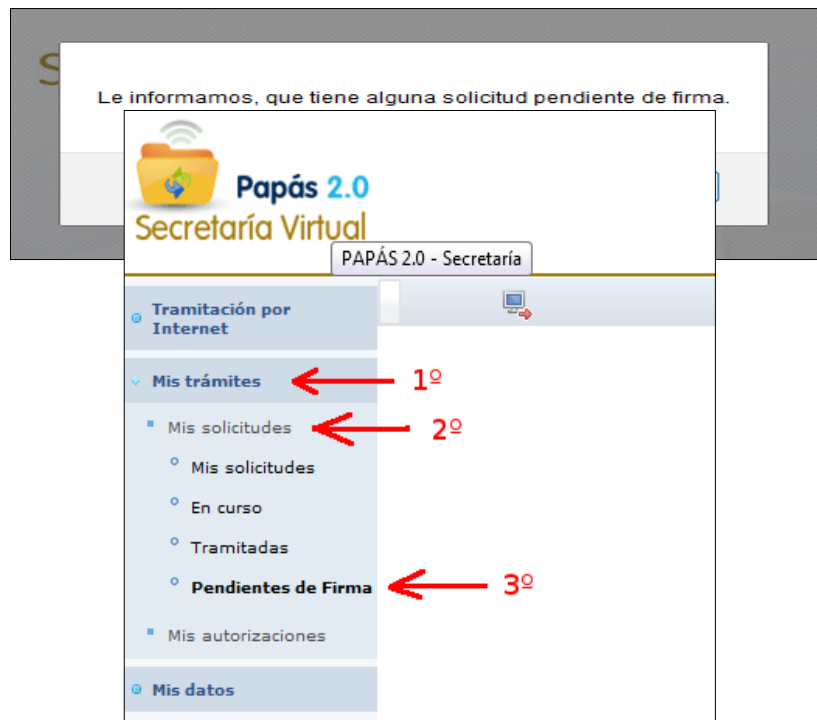 S
Le informamos, que tiene alguna solicitud pendiente de firma.
Papás 2.0
Secretaría Virtual
PAPÁS 2.0 - Secretaría
Tramitación por
Internet
Mis trámites 1º
Mis solicitudes 2º
Mis solicitudes
En curso
Tramitadas
Pendientes de Firma 3º
Mis autorizaciones
Mis datos